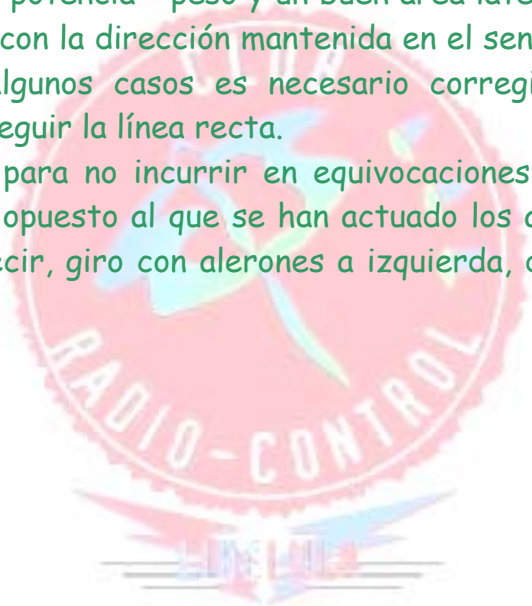 potencia – peso y un buen área late
con la dirección mantenida en el sen
lgunos casos es necesario corregi
eguir la línea recta.
para no incurrir en equivocaciones
opuesto al que se han actuado los
ecir, giro con alerones a izquierda,
CLUB
RADIO-CONTROL